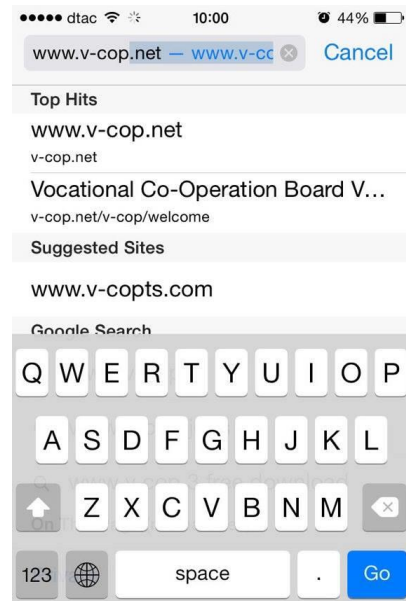 dtac 10:00 44%
www.v-cop.net — www.v-cc Cancel
Top Hits
www.v-cop.net
v-cop.net
Vocational Co-Operation Board V...
v-cop.net/v-cop/welcome
Suggested Sites
www.v-copts.com
Google Search
Q W E R T Y U I O P
A S D F G H J K L
Z X C V B N M
123 space . Go